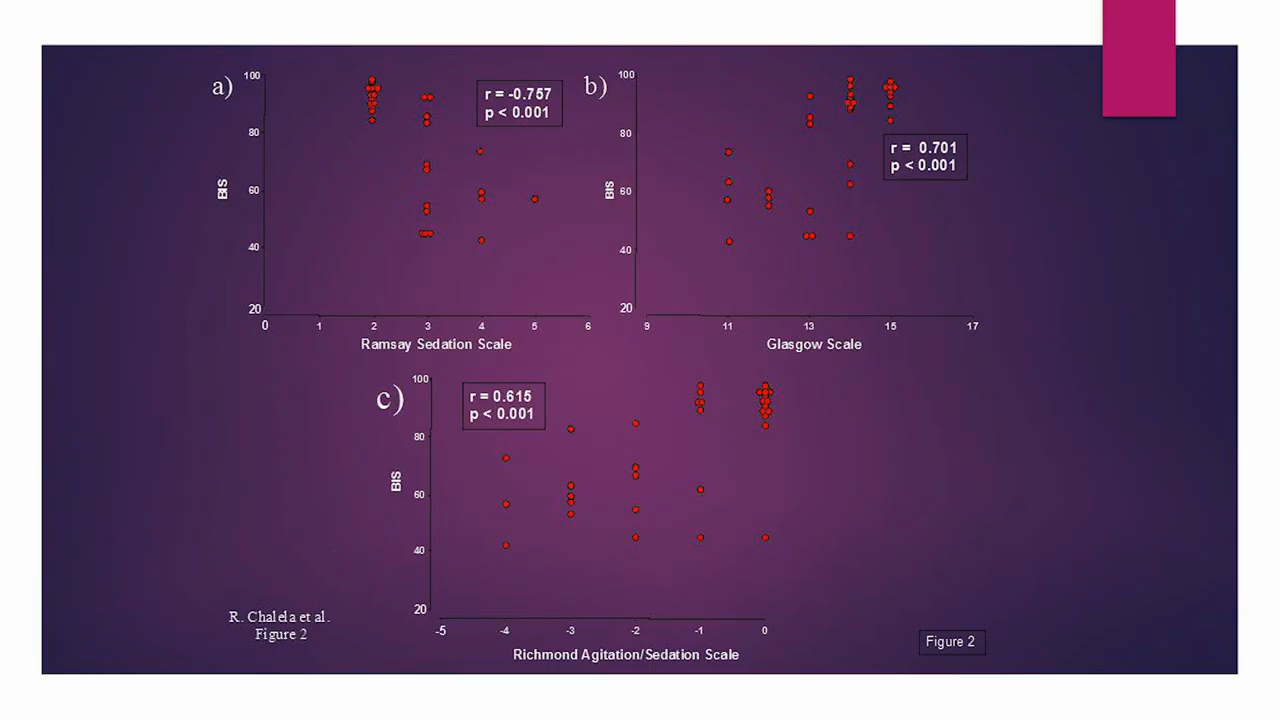 a)
100
80
60
40
20
BIS
r = -0.757
p < 0.001
0 1 2 3 4 5 6
Ramsay Sedation Scale
b)
100
80
60
40
20
BIS
r = 0.701
p < 0.001
9 11 13 15 17
Glasgow Scale
c)
100
80
60
40
20
BIS
r = 0.615
p < 0.001
-5 -4 -3 -2 -1 0
Richmond Agitation/Sedation Scale
R. Chalela et al.
Figure 2
Figure 2